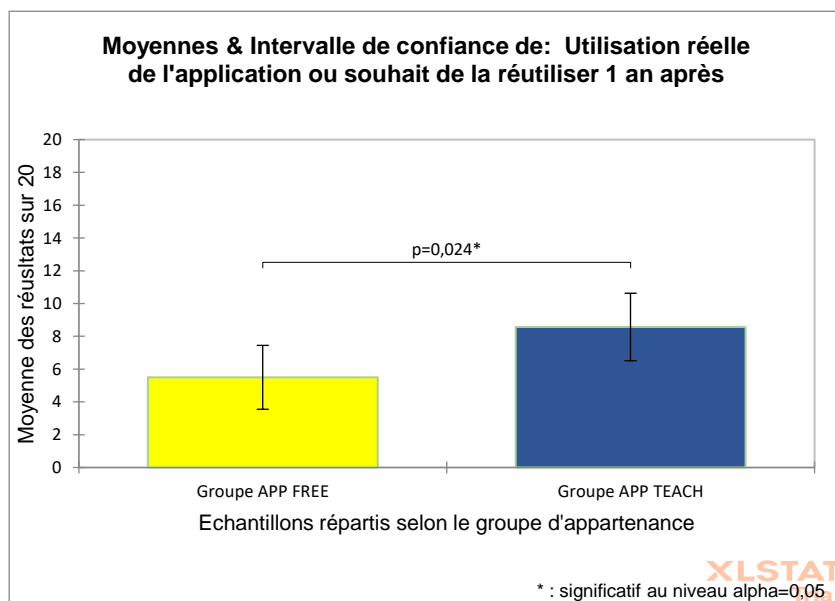 Moyennes & Intervalle de confiance de:  Utilisation réelle
de l'application ou souhait de la réutiliser 1 an après
20
18
16
14
12
10
8
6
4
2
0
Moyenne des réusltats sur 20
p=0,024*
Groupe APP FREE
Groupe APP TEACH
Echantillons répartis selon le groupe d'appartenance
XLSTAT
* : significatif au niveau alpha=0,05